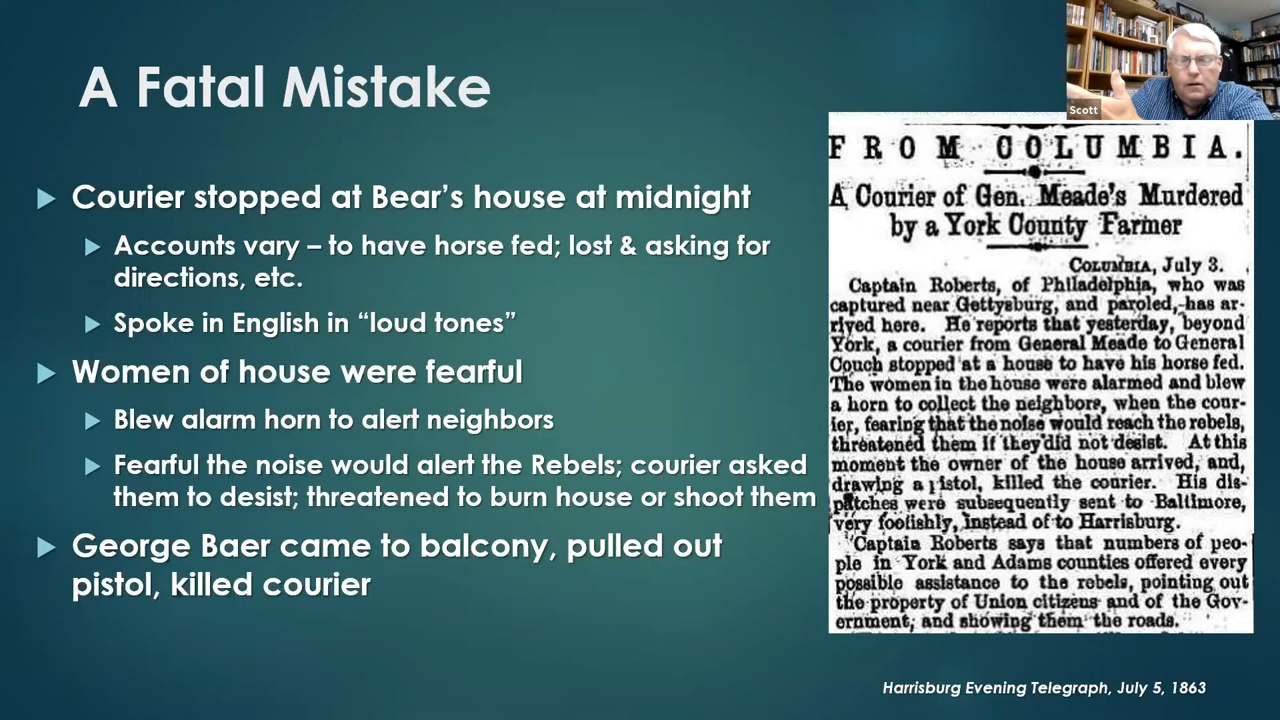 A Fatal Mistake
Courier stopped at Bear's house at midnight
Accounts vary – to have horse fed; lost & asking for
directions, etc.
Spoke in English in "loud tones"
Women of house were fearful
Blew alarm horn to alert neighbors
Fearful the noise would alert the Rebels; courier asked
them to desist; threatened to burn house or shoot them
George Baer came to balcony, pulled out
pistol, killed courier
Scott
FROM COLUMBIA.
A Courier of Gen. Meade's Murdered
by a York County Farmer
COLUMBIA, July 3.
Captain Roberts, of Philadelphia, who was
captured near Gettysburg, and paroled, has ar-
rived here. He reports that yesterday, beyond
York, a courier from General Meade to General
Couch stopped at a house to have his horse fed.
The women in the house were alarmed and blew
a horn to collect the neighbors, when the cour-
ier, fearing that the noise would reach the rebels,
threatened them if they did not desist. At this
moment the owner of the house arrived, and,
drawing a pistol, killed the courier. His dis-
patches were subsequently sent to Baltimore,
very foolishly, instead of to Harrisburg.
Captain Roberts says that numbers of peo-
ple in York and Adams counties offered every
possible assistance to the rebels, pointing out
the property of Union citizens and of the Gov-
ernment; and showing them the roads.
Harrisburg Evening Telegraph, July 5, 1863